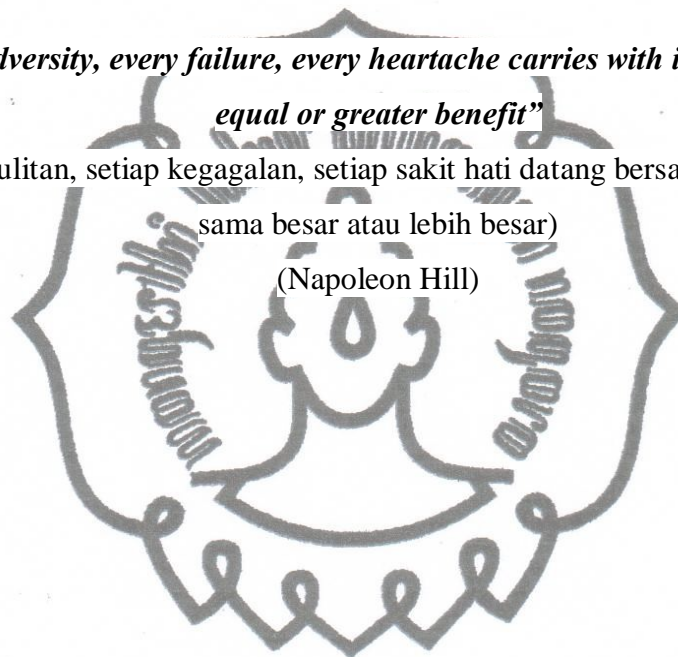 dversity, every failure, every heartache carries with i
equal or greater benefit”
ulitan, setiap kegagalan, setiap sakit hati datang bersa
sama besar atau lebih besar)
(Napoleon Hill)